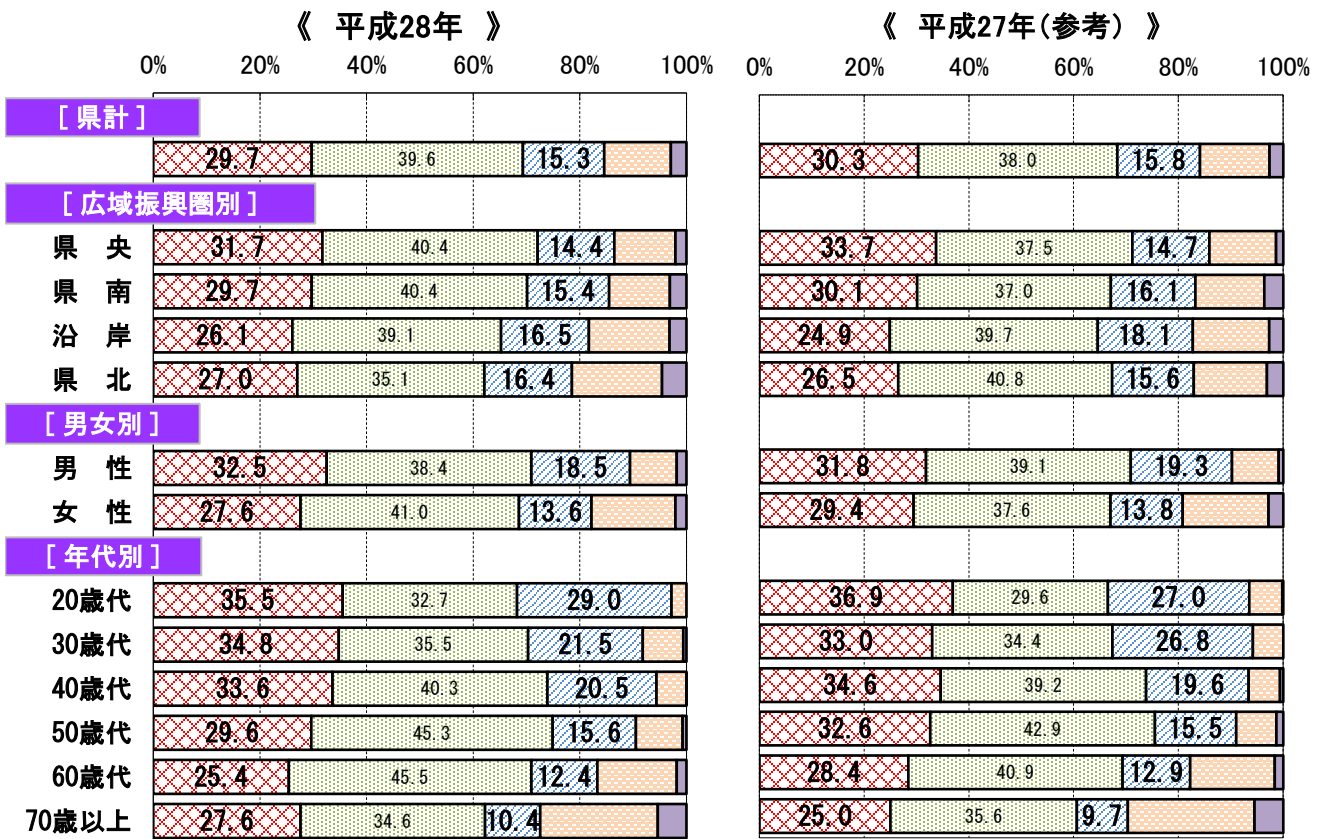 《 平成28年 》 《 平成27年(参考) 》
0% 20% 40% 60% 80% 100% 0% 20% 40% 60% 80% 100%
[ 県計 ]
29.7 39.6 15.3 30.3 38.0 15.8
[ 広域振興圏別 ]
県 央 31.7 40.4 14.4 33.7 37.5 14.7
県 南 29.7 40.4 15.4 30.1 37.0 16.1
沿 岸 26.1 39.1 16.5 24.9 39.7 18.1
県 北 27.0 35.1 16.4 26.5 40.8 15.6
[ 男女別 ]
男 性 32.5 38.4 18.5 31.8 39.1 19.3
女 性 27.6 41.0 13.6 29.4 37.6 13.8
[ 年代別 ]
20歳代 35.5 32.7 29.0 36.9 29.6 27.0
30歳代 34.8 35.5 21.5 33.0 34.4 26.8
40歳代 33.6 40.3 20.5 34.6 39.2 19.6
50歳代 29.6 45.3 15.6 32.6 42.9 15.5
60歳代 25.4 45.5 12.4 28.4 40.9 12.9
70歳以上 27.6 34.6 10.4 25.0 35.6 9.7